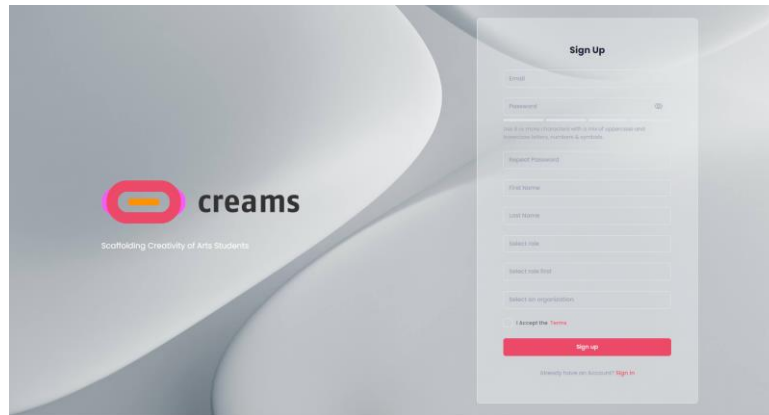 creams
Scaffolding Creativity of Arts Students
Sign Up
Email
Password
Use 8 or more characters with a mix of uppercase and
lowercase letters, numbers & symbols.
Repeat Password
First Name
Last Name
Select role
Select role first
Select an organization
I Accept the Terms
Sign up
Already have an Account? Sign in